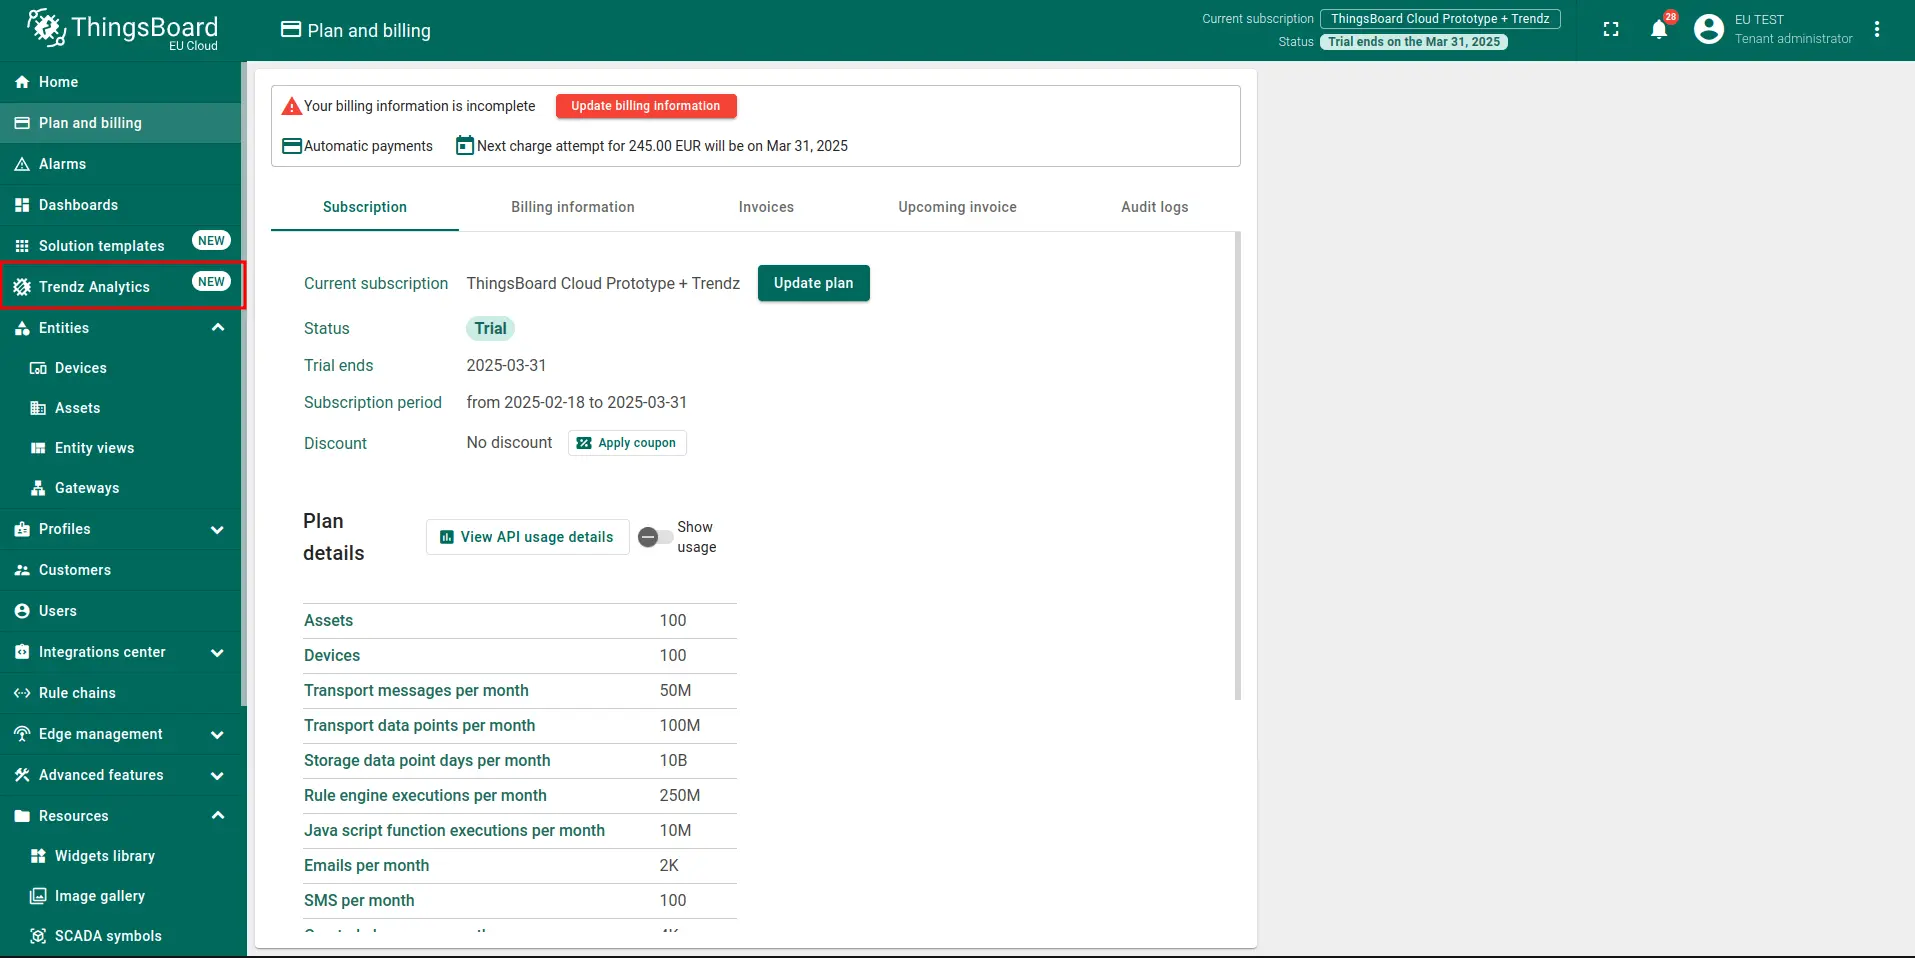 ThingsBoard
EU Cloud
Plan and billing
Current subscription ThingsBoard Cloud Prototype + Trendz
Status Trial ends on the Mar 31, 2025
28
EU TEST
Tenant administrator
Home
Plan and billing
Alarms
Dashboards
Solution templates NEW
Trendz Analytics NEW
Entities
Devices
Assets
Entity views
Gateways
Profiles
Customers
Users
Integrations center
Rule chains
Edge management
Advanced features
Resources
Widgets library
Image gallery
SCADA symbols
Your billing information is incomplete Update billing information
Automatic payments Next charge attempt for 245.00 EUR will be on Mar 31, 2025
Subscription Billing information Invoices Upcoming invoice Audit logs
Current subscription ThingsBoard Cloud Prototype + Trendz Update plan
Status Trial
Trial ends 2025-03-31
Subscription period from 2025-02-18 to 2025-03-31
Discount No discount Apply coupon
Plan
details
View API usage details
Show
usage
Assets 100
Devices 100
Transport messages per month 50M
Transport data points per month 100M
Storage data point days per month 10B
Rule engine executions per month 250M
Java script function executions per month 10M
Emails per month 2K
SMS per month 100